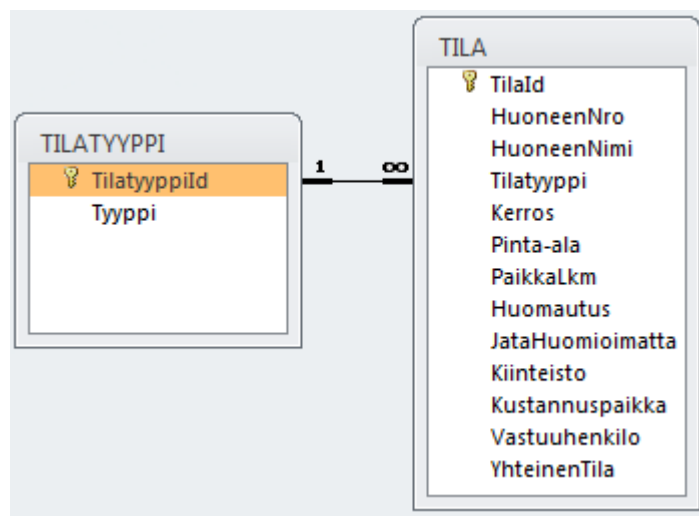 TILATYYPPI
TilatyyppiId
Tyyppi
1
∞
TILA
TilaId
HuoneenNro
HuoneenNimi
Tilatyyppi
Kerros
Pinta-ala
PaikkaLkm
Huomautus
JataHuomioimatta
Kiinteisto
Kustannuspaikka
Vastuuhenkilo
YhteinenTila